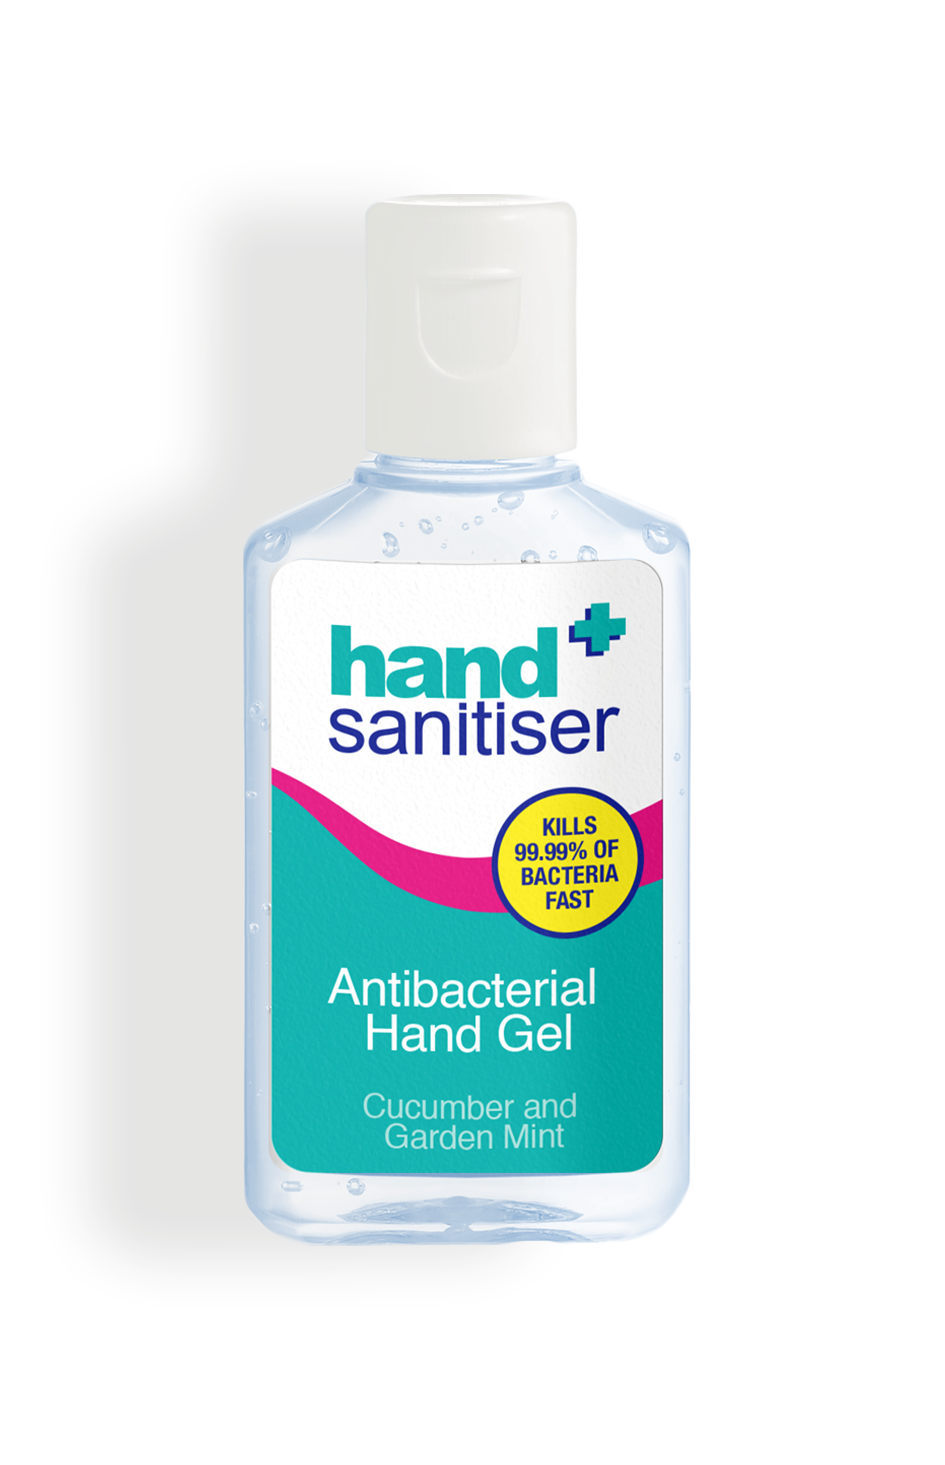 hand
sanitiser
KILLS
99.99% OF
BACTERIA
FAST
Antibacterial
Hand Gel
Cucumber and
Garden Mint